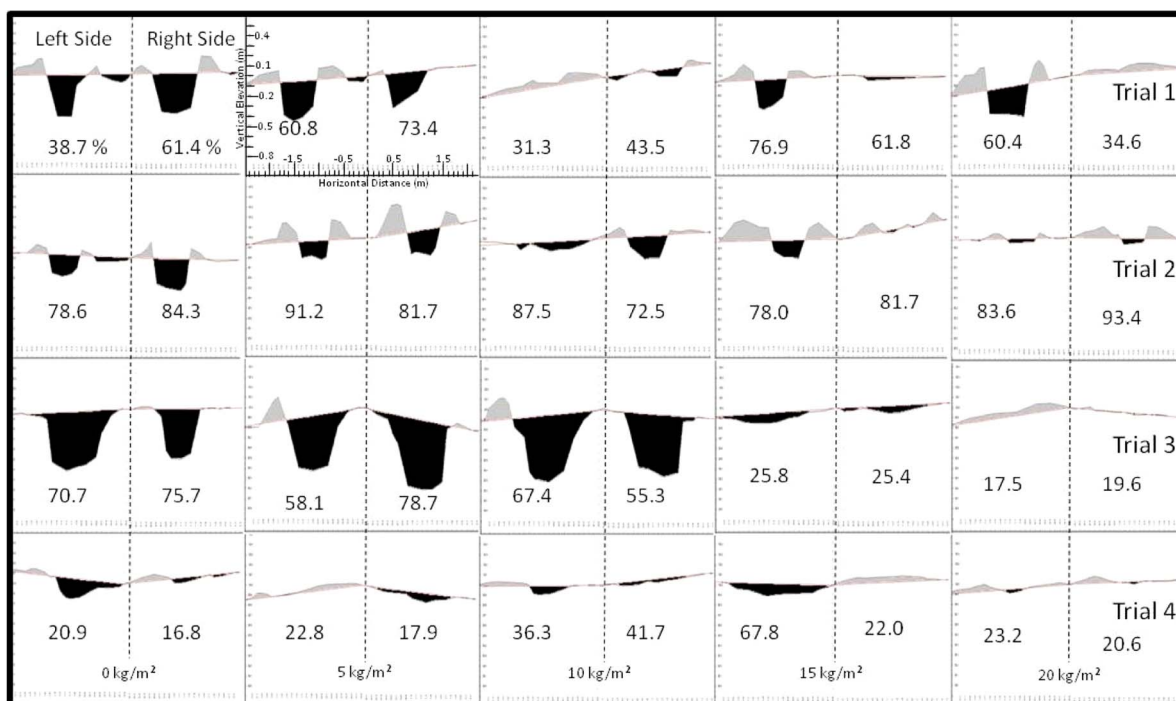 Left Side Right Side
38.7 % 61.4 %
Vertical Elevation (m)
-0.4
-0.1
-0.2
-0.5
-0.8
-1.5 -0.5 0.5 1.5
Horizontal Distance (m)
60.8 73.4
31.3 43.5
76.9 61.8
60.4 34.6
Trial 1
78.6 84.3
91.2 81.7
87.5 72.5
78.0 81.7
83.6 93.4
Trial 2
70.7 75.7
58.1 78.7
67.4 55.3
25.8 25.4
17.5 19.6
Trial 3
20.9 16.8
22.8 17.9
36.3 41.7
67.8 22.0
23.2 20.6
Trial 4
0 kg/m² 5 kg/m² 10 kg/m² 15 kg/m² 20 kg/m²